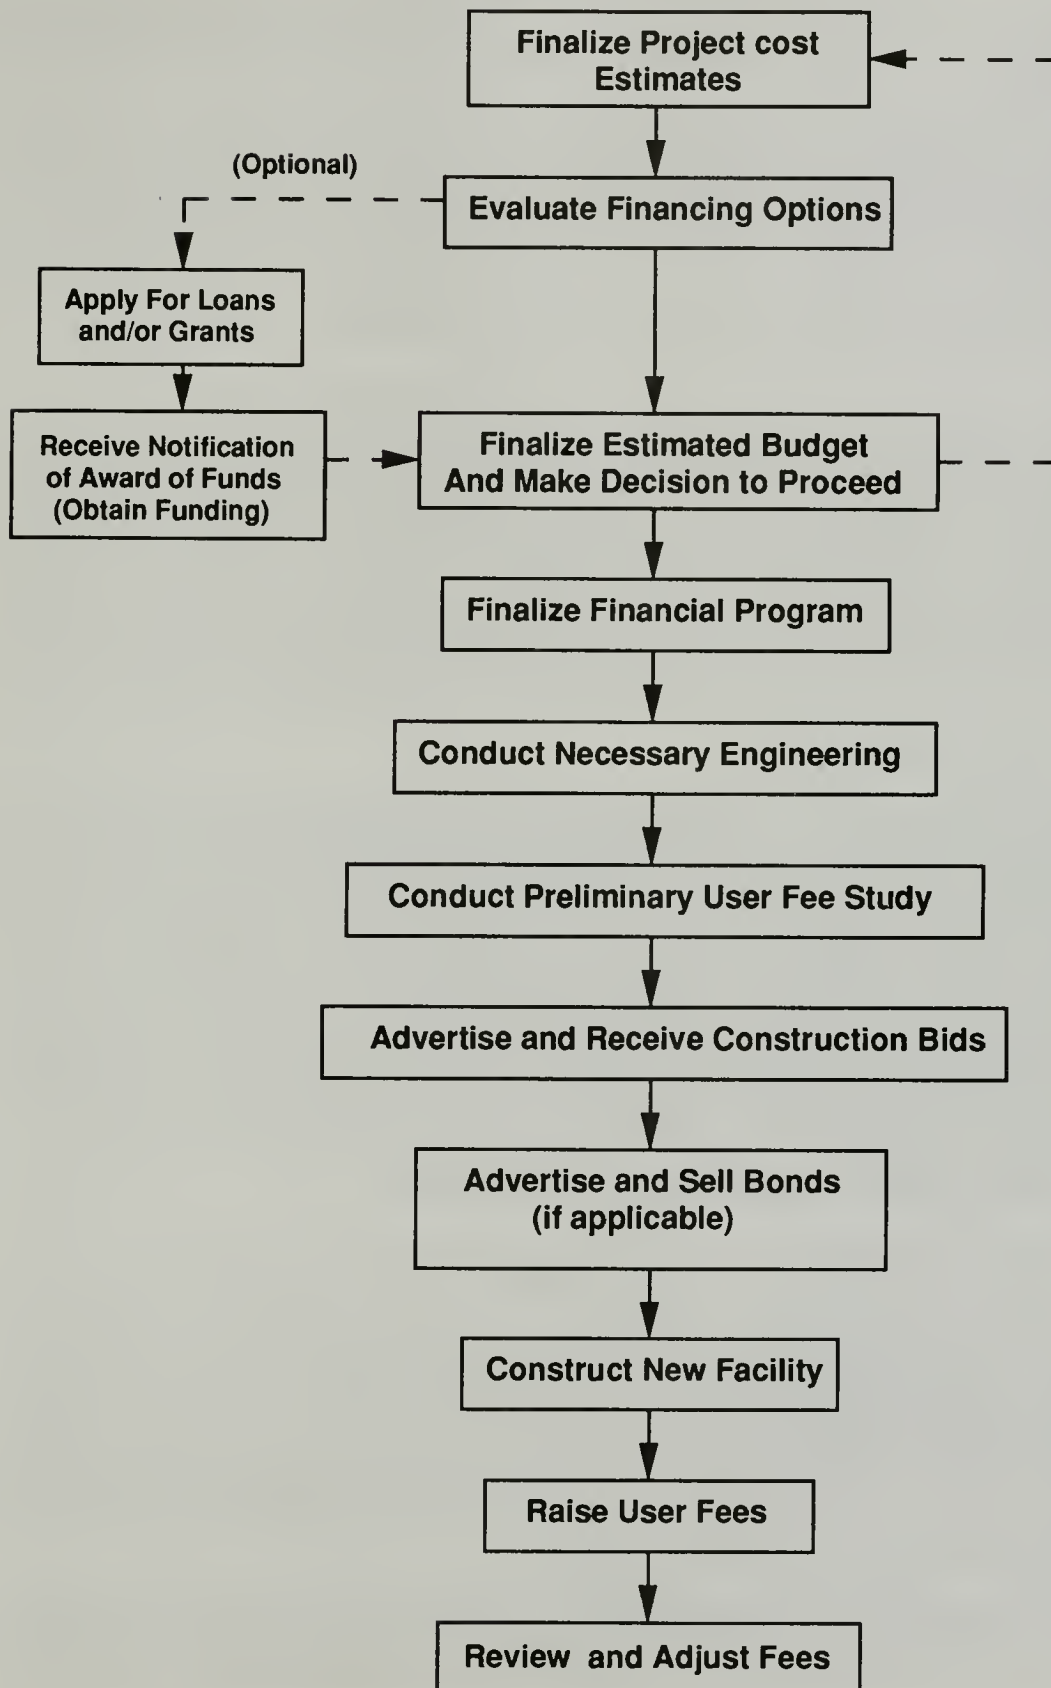 Finalize Project cost
Estimates
(Optional)
Evaluate Financing Options
Apply For Loans
and/or Grants
Receive Notification
of Award of Funds
(Obtain Funding)
Finalize Estimated Budget
And Make Decision to Proceed
Finalize Financial Program
Conduct Necessary Engineering
Conduct Preliminary User Fee Study
Advertise and Receive Construction Bids
Advertise and Sell Bonds
(if applicable)
Construct New Facility
Raise User Fees
Review and Adjust Fees